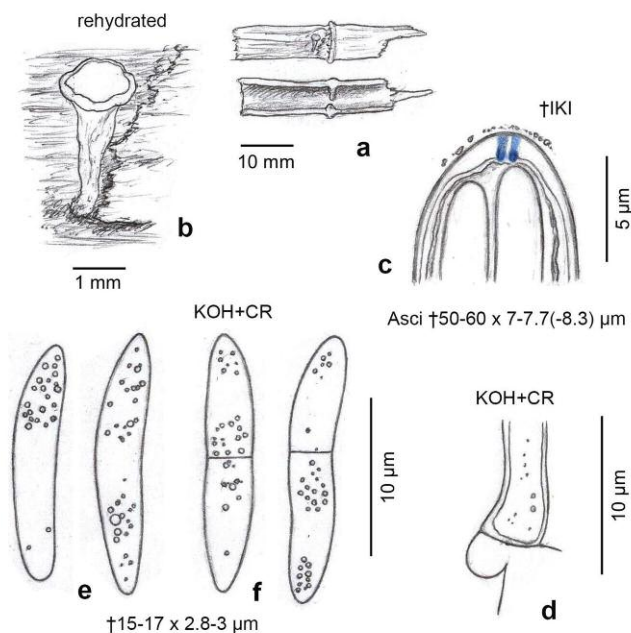 rehydrated
10 mm
a
†IKI
b
1 mm
c
5 µm
Asci †50-60 x 7-7.7(-8.3) µm
KOH+CR
KOH+CR
10 µm
10 µm
e
f
d
†15-17 x 2.8-3 µm